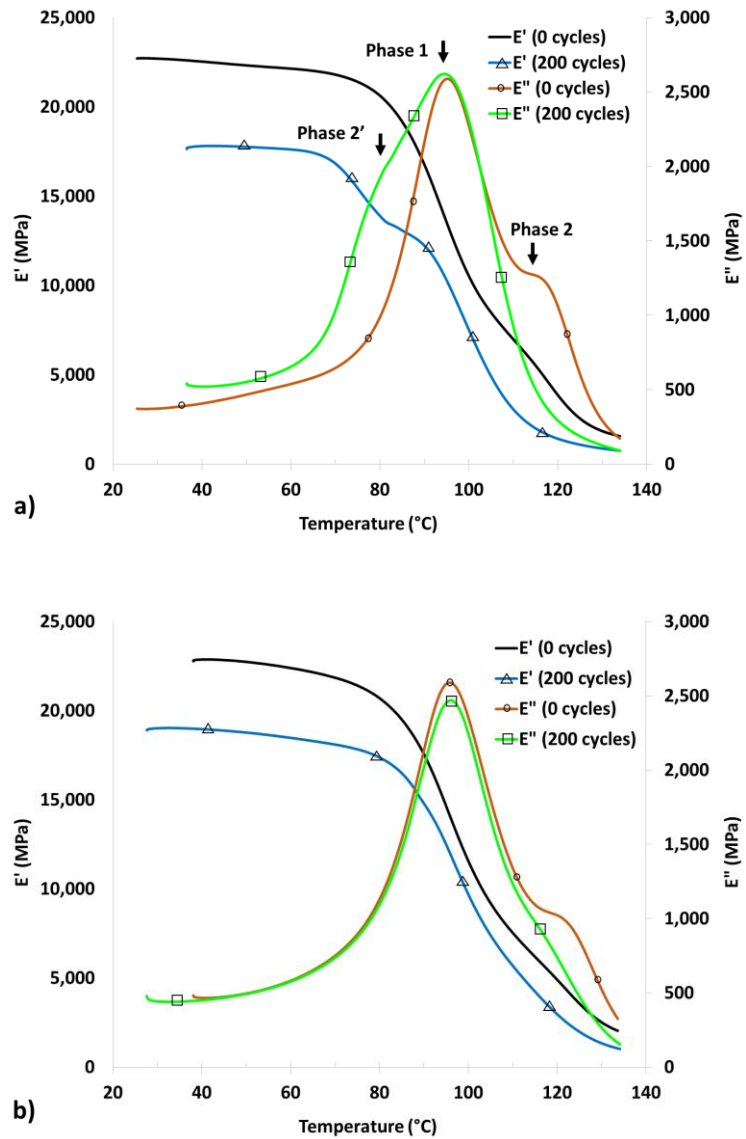 25,000
20,000
15,000
10,000
5,000
0
E' (MPa)
3,000
2,500
2,000
1,500
1,000
500
0
E" (MPa)
Phase 1
Phase 2’
Phase 2
E' (0 cycles)
E' (200 cycles)
E" (0 cycles)
E" (200 cycles)
20 40 60 80 100 120 140
Temperature (°C)
a)
25,000
20,000
15,000
10,000
5,000
0
E' (MPa)
3,000
2,500
2,000
1,500
1,000
500
0
E" (MPa)
E' (0 cycles)
E' (200 cycles)
E" (0 cycles)
E" (200 cycles)
20 40 60 80 100 120 140
Temperature (°C)
b)